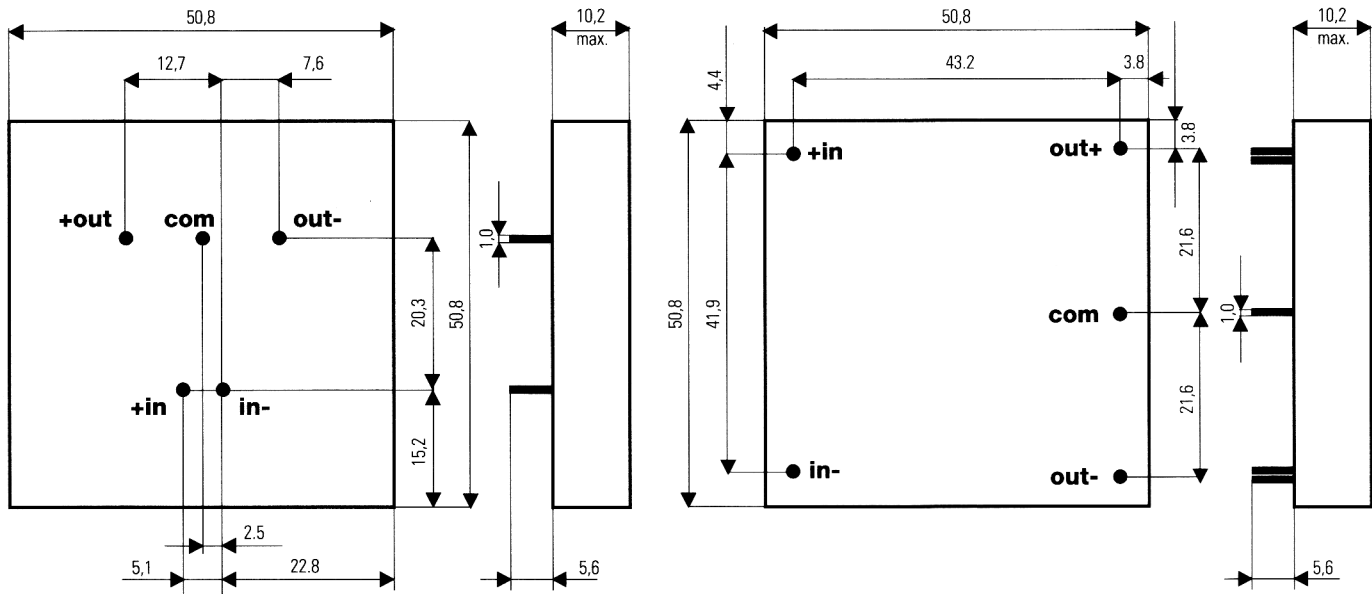 50,8
10,2
max.
12,7
7,6
+out
com
out-
1,0
20,3
50,8
+in
in-
15,2
2.5
5,1
22.8
5,6
50,8
10,2
max.
4,4
43.2
3.8
3.8
+in
out+
21,6
50,8
41,9
com
1,0
21,6
in-
out-
5,6